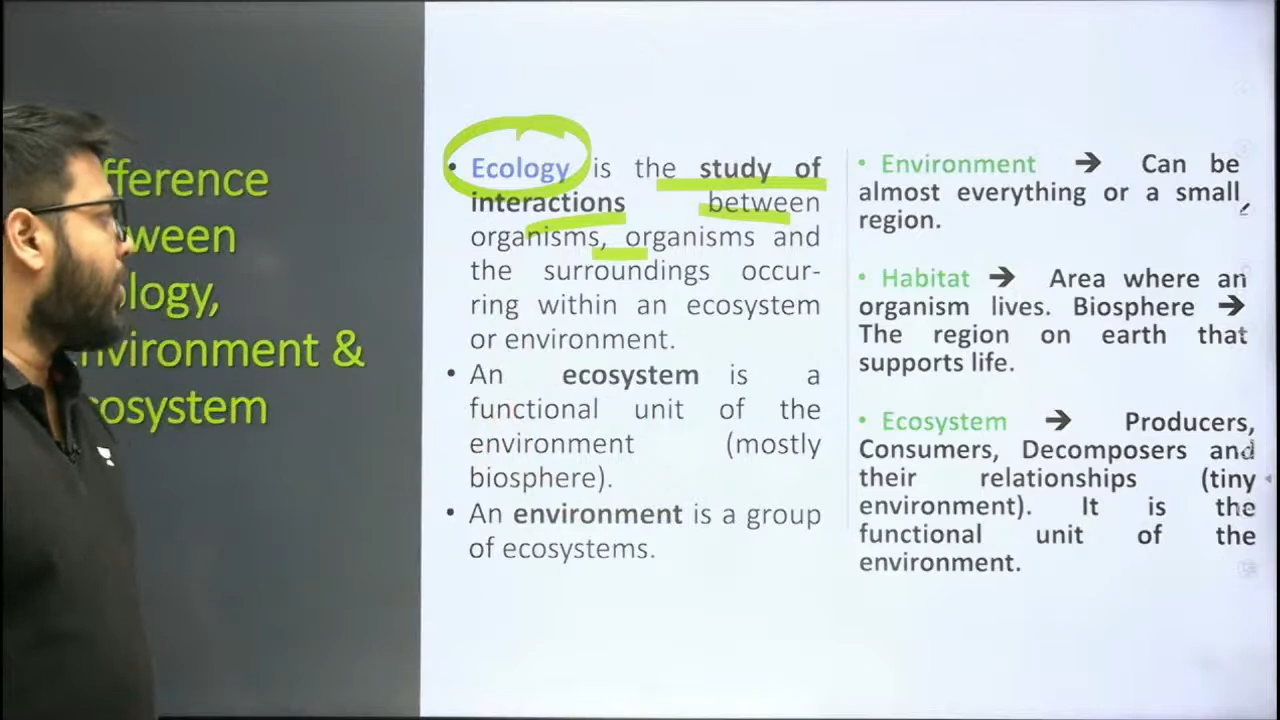 fference
ween
logy,
nvironment &
cosystem
• Ecology is the study of
interactions between
organisms, organisms and
the surroundings occur-
ring within an ecosystem
or environment.
• An ecosystem is a
functional unit of the
environment (mostly
biosphere).
• An environment is a group
of ecosystems.
• Environment → Can be
almost everything or a small
region.
• Habitat → Area where an
organism lives. Biosphere →
The region on earth that
supports life.
• Ecosystem → Producers,
Consumers, Decomposers and
their relationships (tiny
environment). It is the
functional unit of the
environment.